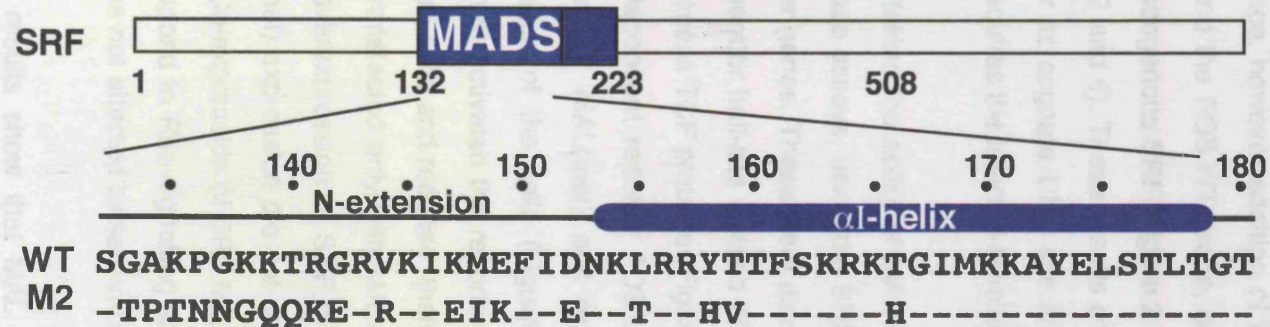 SRF MADS
1 132 223 508
140 150 160 170 180
N-extension αI-helix
WT SGAKPGKKTRGRVKIKMEFIDNKLRRYTTFSKRKTGIMKKAYELSTLTGT
M2 -TPTNNGQQKE-R--EIK--E--T--HV------H